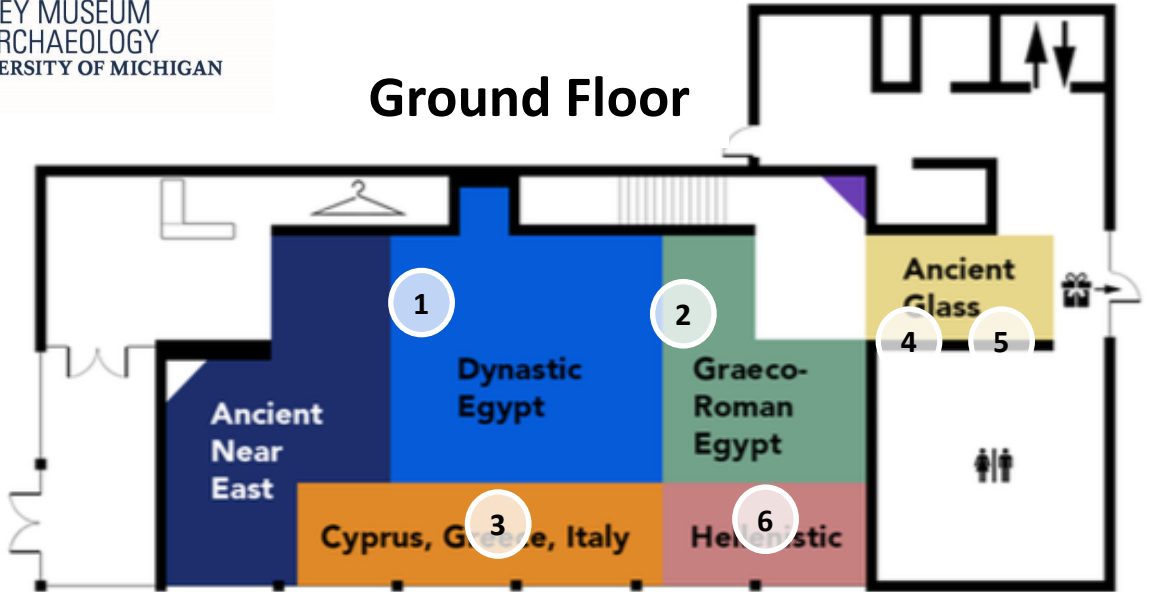 EY MUSEUM
RCHAEOLOGY
ERSITY OF MICHIGAN
Ground Floor
Ancient
Glass
1
2
4
5
Dynastic
Egypt
Graeco-
Roman
Egypt
Ancient
Near
East
3
6
Cyprus, Greece, Italy
Hellenistic